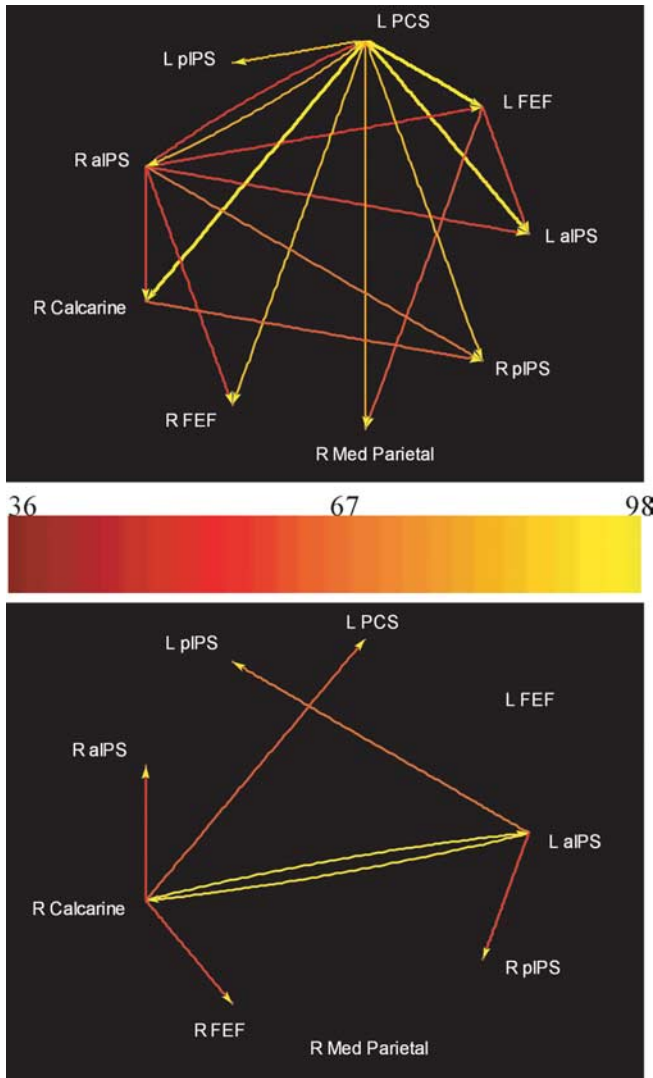 L PCS
L pIPS
L FEF
R aIPS
L aIPS
R Calcarine
R pIPS
R FEF
R Med Parietal
36 67 98
L PCS
L pIPS
L FEF
R aIPS
L aIPS
R Calcarine
R pIPS
R FEF
R Med Parietal